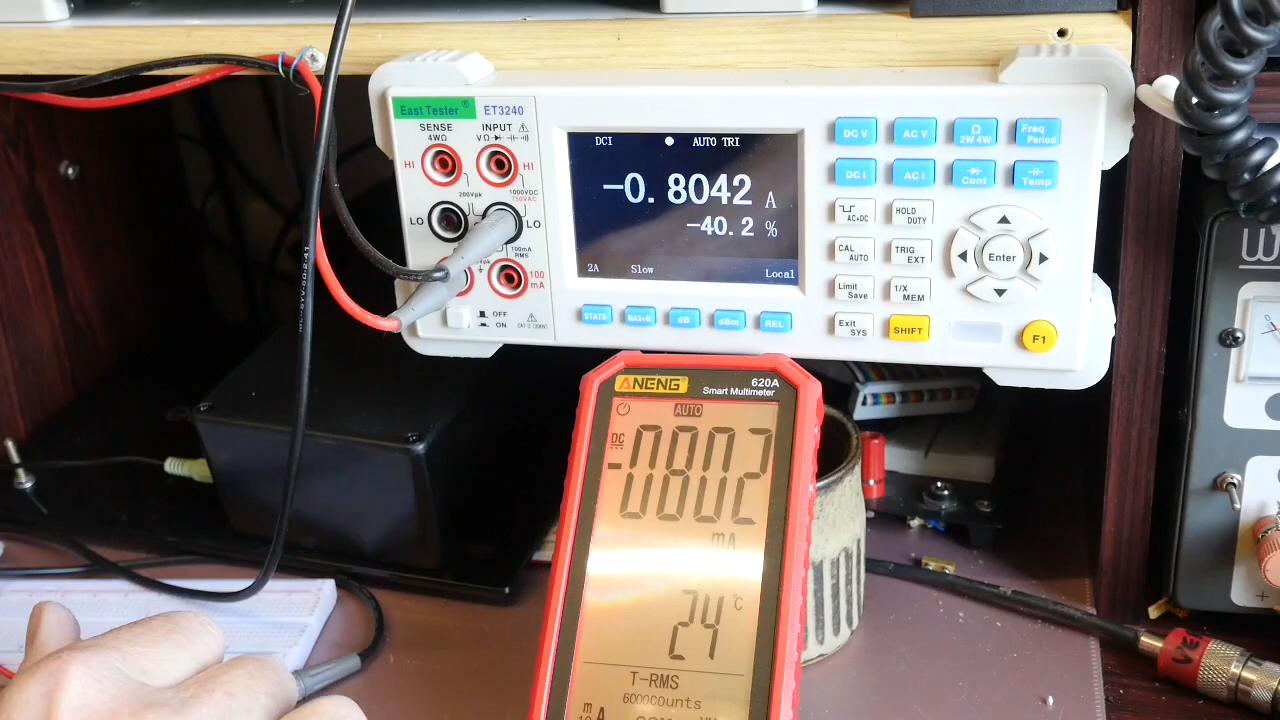 East Tester ® ET3240
SENSE INPUT
4WΩ VΩ
HI HI
200Vpk 1000VDC
750VAC
LO LO
100mA
RMS
100
mA
OFF
ON
DCI AUTO TRI
-0.8042 A
-40.2 %
2A Slow Local
STATS MAX dB dBm REL
DC V AC V Ω 2W 4W Freq Period
DC I AC I Cont Temp
AC+DC HOLD DUTY
CAL AUTO TRIG EXT
Limit Save 1/X MEM
Exit SYS SHIFT
Enter
F1
ANENG 620A
Smart Multimeter
AUTO
DC
-0802
mA
24 °C
T-RMS
6000counts
VE